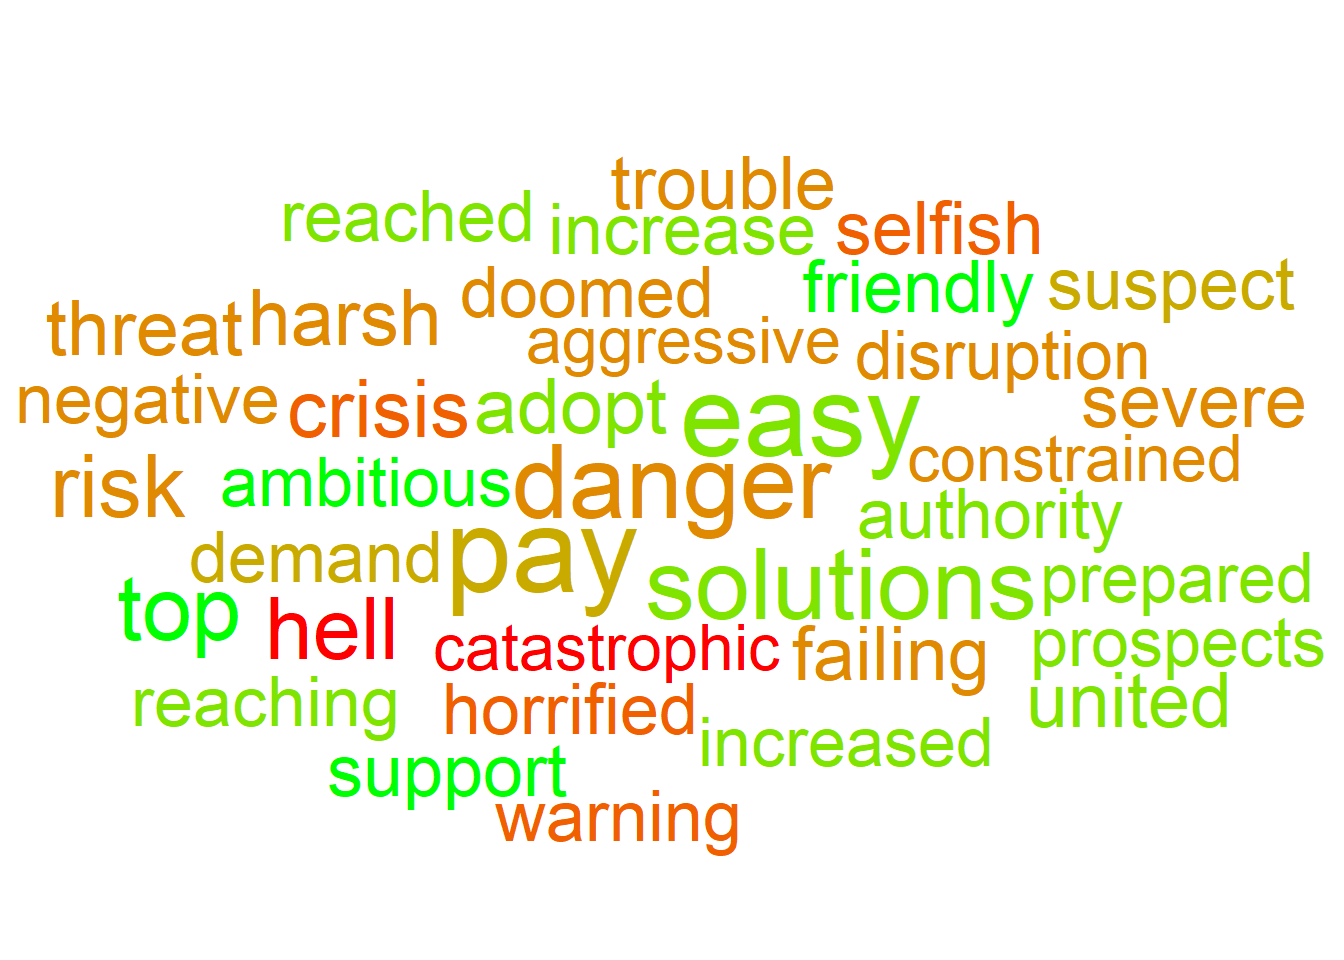 trouble
reached
increase
selfish
friendly
suspect
doomed
threat
harsh
aggressive
disruption
negative
crisis
adopt
easy
severe
risk
ambitious
danger
constrained
authority
demand
pay
solutions
prepared
top
hell
catastrophic
failing
prospects
reaching
horrified
united
increased
support
warning